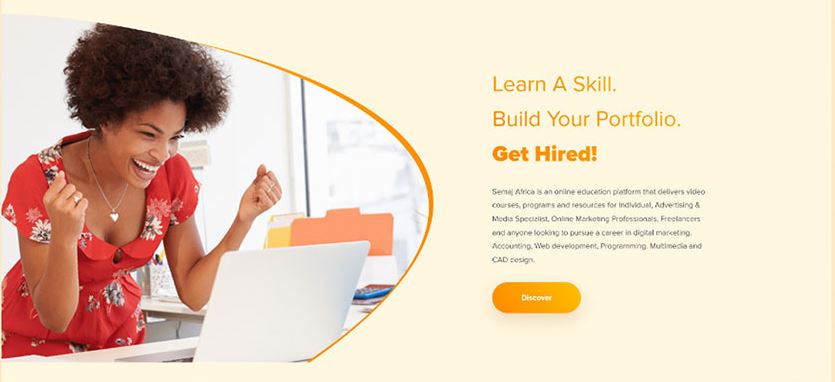 Learn A Skill.
Build Your Portfolio.
Get Hired!
Semaj Africa is an online education platform that delivers video
courses, programs and resources for Individual, Advertising &
Media Specialist, Online Marketing Professionals, Freelancers
and anyone looking to pursue a career in digital marketing,
Accounting, Web development, Programming, Multimedia and
CAD design.
Discover